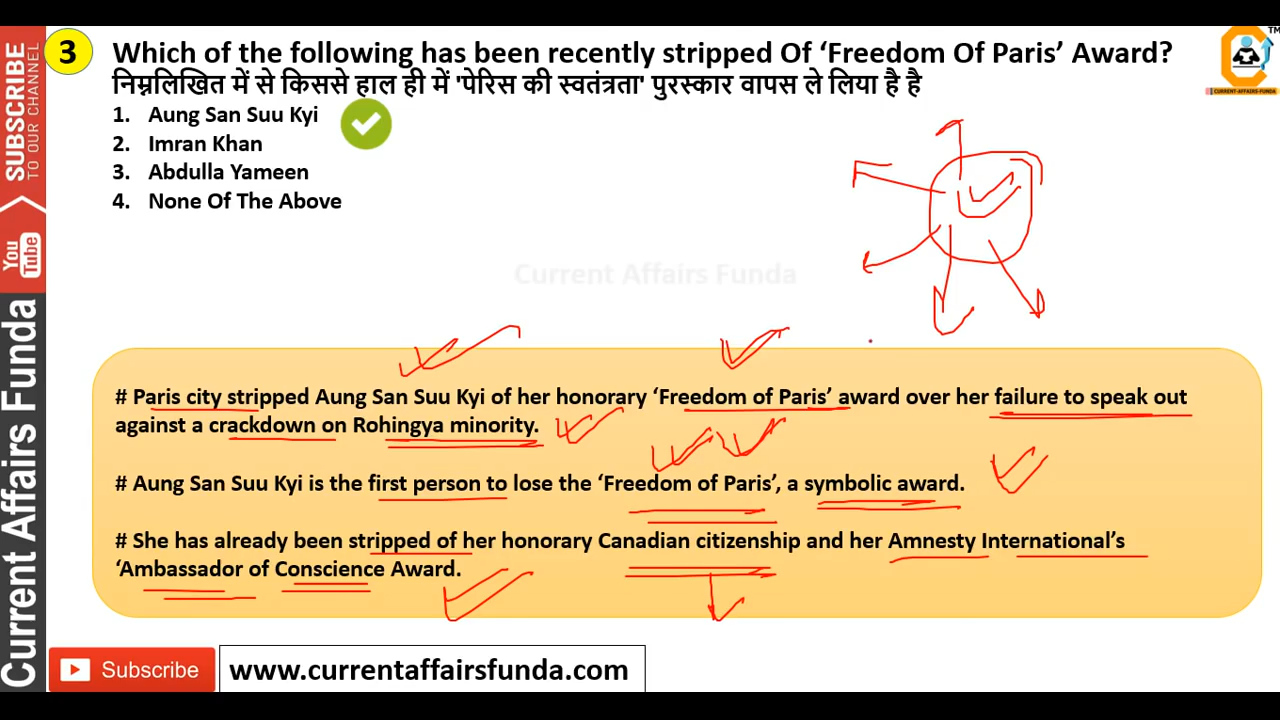 SUBSCRIBE
TO OUR CHANNEL
You
Tube
Current Affairs Funda
3
Which of the following has been recently stripped Of ‘Freedom Of Paris’ Award?
निम्नलिखित में से किससे हाल ही में 'पेरिस की स्वतंत्रता' पुरस्कार वापस ले लिया है है
1. Aung San Suu Kyi
2. Imran Khan
3. Abdulla Yameen
4. None Of The Above
TM
CURRENT-AFFAIRS-FUNDA
Current Affairs Funda
# Paris city stripped Aung San Suu Kyi of her honorary ‘Freedom of Paris’ award over her failure to speak out
against a crackdown on Rohingya minority.
# Aung San Suu Kyi is the first person to lose the ‘Freedom of Paris’, a symbolic award.
# She has already been stripped of her honorary Canadian citizenship and her Amnesty International’s
‘Ambassador of Conscience Award.
Subscribe
www.currentaffairsfunda.com